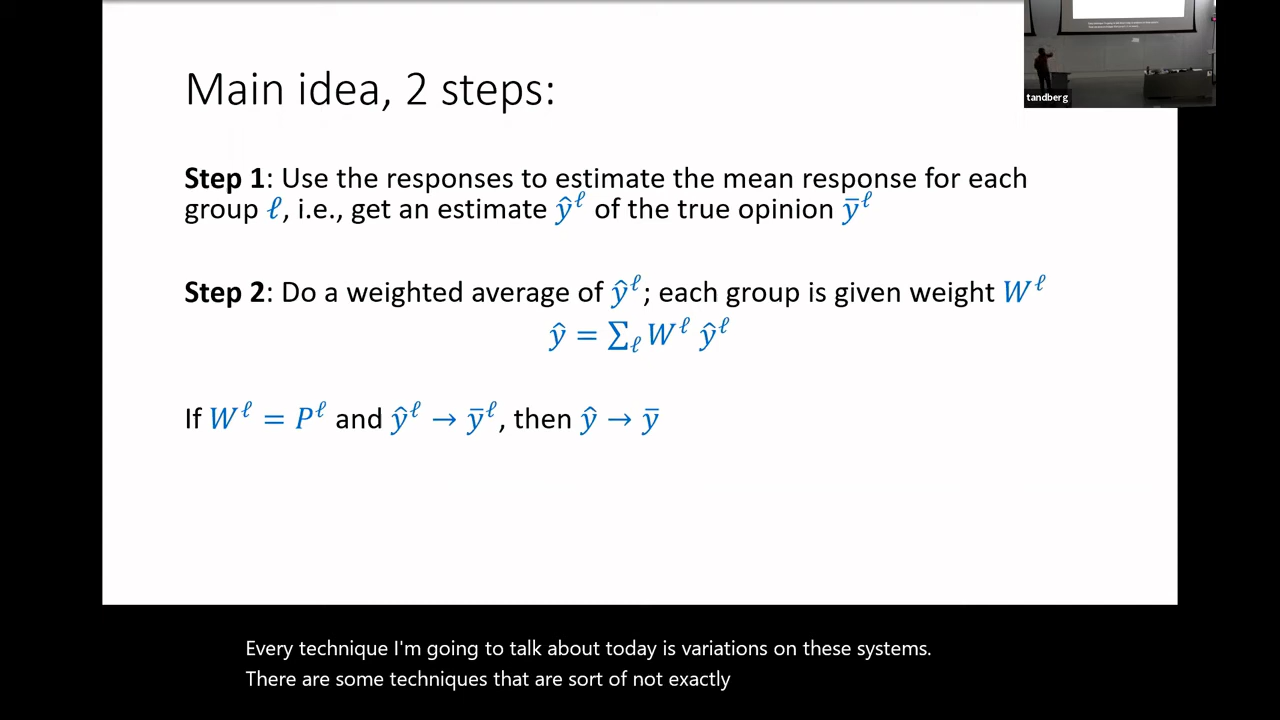 Main idea, 2 steps:
tandberg
Step 1: Use the responses to estimate the mean response for each
group ℓ, i.e., get an estimate ŷ^ℓ of the true opinion ȳ^ℓ
Step 2: Do a weighted average of ŷ^ℓ; each group is given weight W^ℓ
ŷ = ∑_ℓ W^ℓ ŷ^ℓ
If W^ℓ = P^ℓ and ŷ^ℓ → ȳ^ℓ, then ŷ → ȳ
Every technique I'm going to talk about today is variations on these systems.
There are some techniques that are sort of not exactly